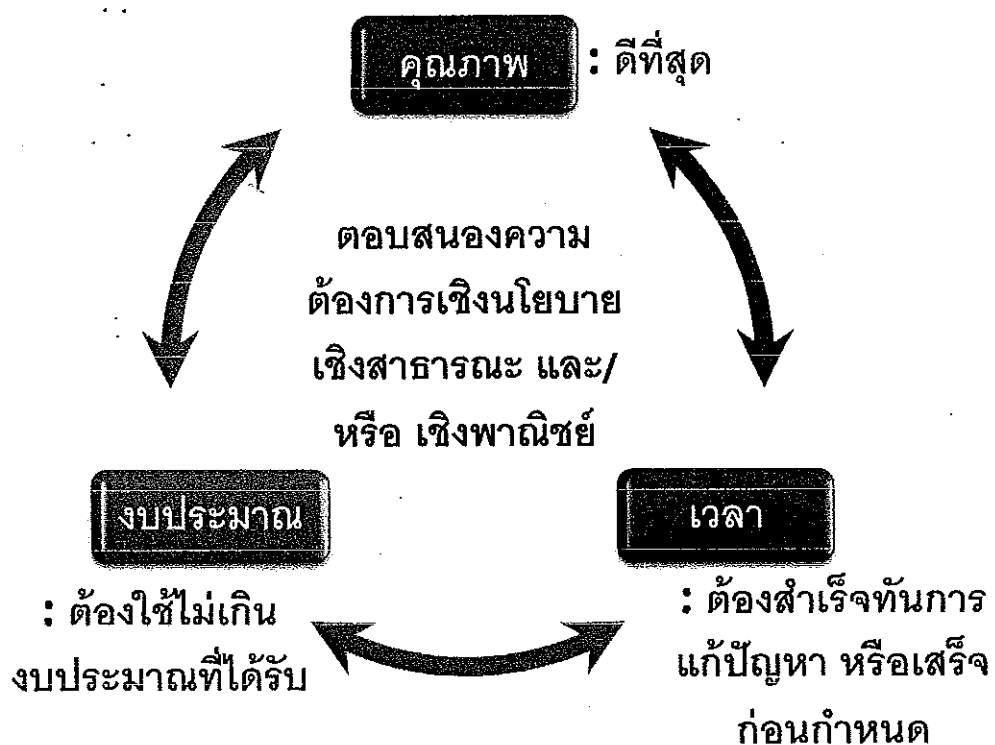 คุณภาพ : ดีที่สุด
ตอบสนองความ
ต้องการเชิงนโยบาย
เชิงสาธารณะ และ/
หรือ เชิงพาณิชย์
งบประมาณ
: ต้องใช้ไม่เกิน
งบประมาณที่ได้รับ
เวลา
: ต้องสำเร็จทันการ
แก้ปัญหา หรือเสร็จ
ก่อนกำหนด